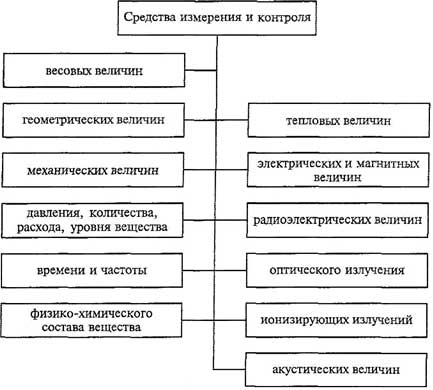 Средства измерения и контроля
весовых величин
геометрических величин
тепловых величин
механических величин
электрических и магнитных
величин
давления, количества,
расхода, уровня вещества
радиоэлектрических величин
времени и частоты
оптического излучения
физико-химического
состава вещества
ионизирующих излучений
акустических величин